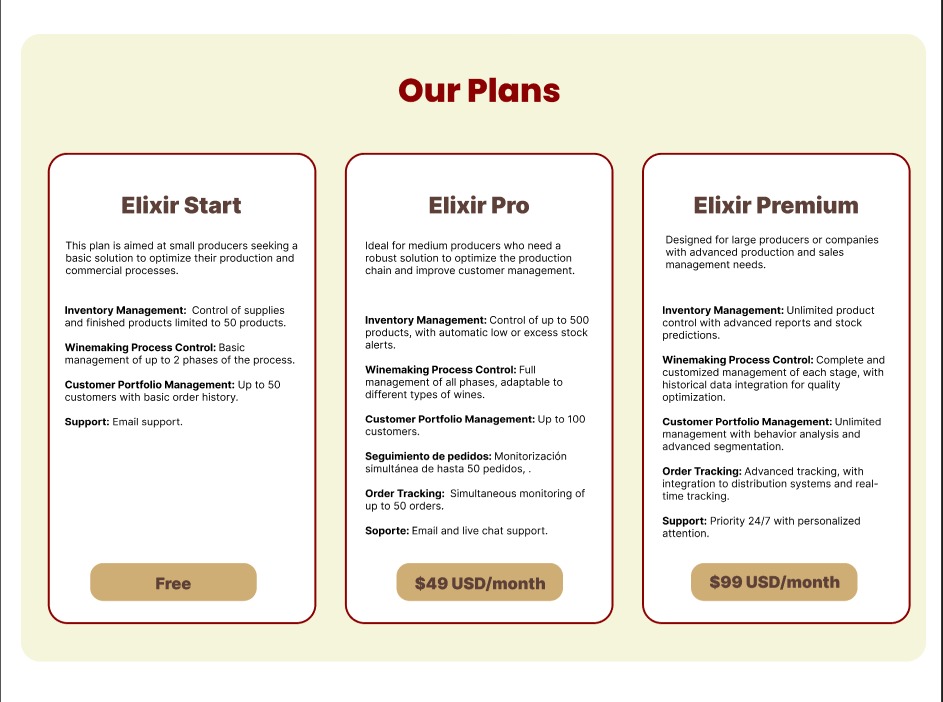 Our Plans
Elixir Start
This plan is aimed at small producers seeking a
basic solution to optimize their production and
commercial processes.
Inventory Management:  Control of supplies
and finished products limited to 50 products.
Winemaking Process Control: Basic
management of up to 2 phases of the process.
Customer Portfolio Management: Up to 50
customers with basic order history.
Support: Email support.
Free
Elixir Pro
Ideal for medium producers who need a
robust solution to optimize the production
chain and improve customer management.
Inventory Management: Control of up to 500
products, with automatic low or excess stock
alerts.
Winemaking Process Control: Full
management of all phases, adaptable to
different types of wines.
Customer Portfolio Management: Up to 100
customers.
Seguimiento de pedidos: Monitorización
simultánea de hasta 50 pedidos, .
Order Tracking:  Simultaneous monitoring of
up to 50 orders.
Soporte: Email and live chat support.
$49 USD/month
Elixir Premium
Designed for large producers or companies
with advanced production and sales
management needs.
Inventory Management: Unlimited product
control with advanced reports and stock
predictions.
Winemaking Process Control: Complete and
customized management of each stage, with
historical data integration for quality
optimization.
Customer Portfolio Management: Unlimited
management with behavior analysis and
advanced segmentation.
Order Tracking: Advanced tracking, with
integration to distribution systems and real-
time tracking.
Support: Priority 24/7 with personalized
attention.
$99 USD/month